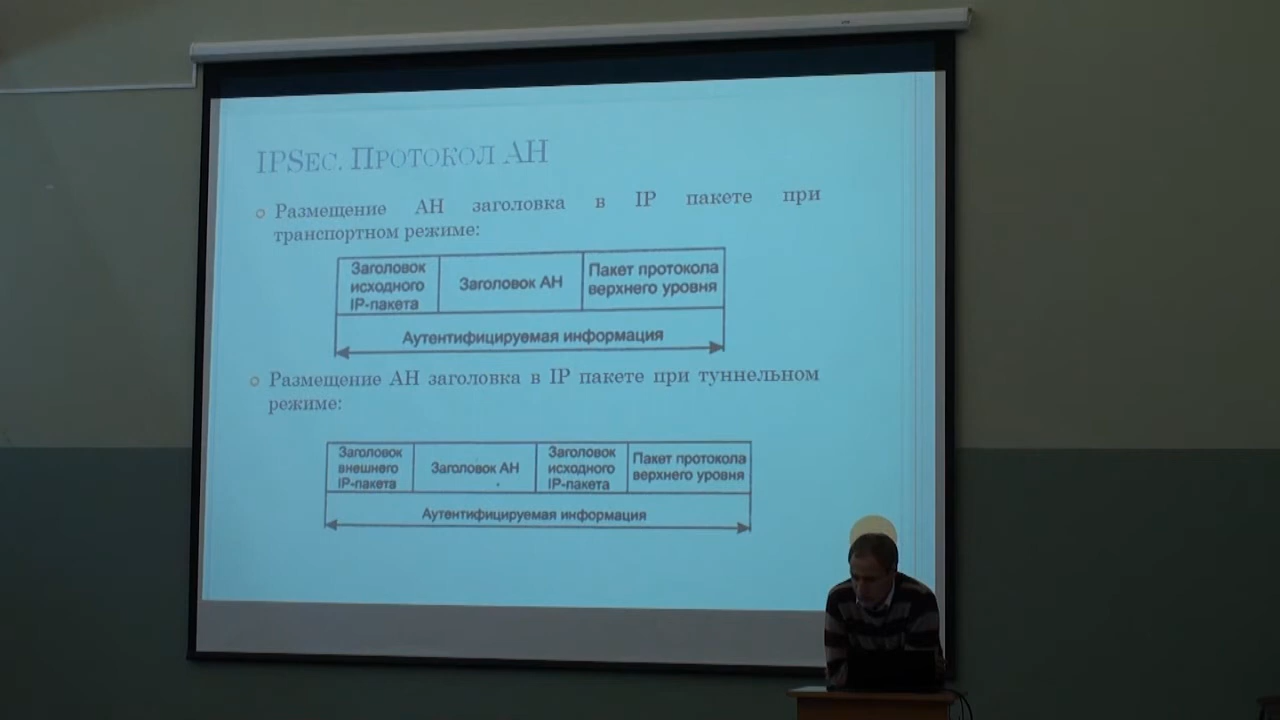 IPSec. Протокол AH
Размещение AH заголовка в IP пакете при
транспортном режиме:
Заголовок
исходного
IP-пакета
Заголовок AH
Пакет протокола
верхнего уровня
Аутентифицируемая информация
Размещение AH заголовка в IP пакете при туннельном
режиме:
Заголовок
внешнего
IP-пакета
Заголовок AH
Заголовок
исходного
IP-пакета
Пакет протокола
верхнего уровня
Аутентифицируемая информация